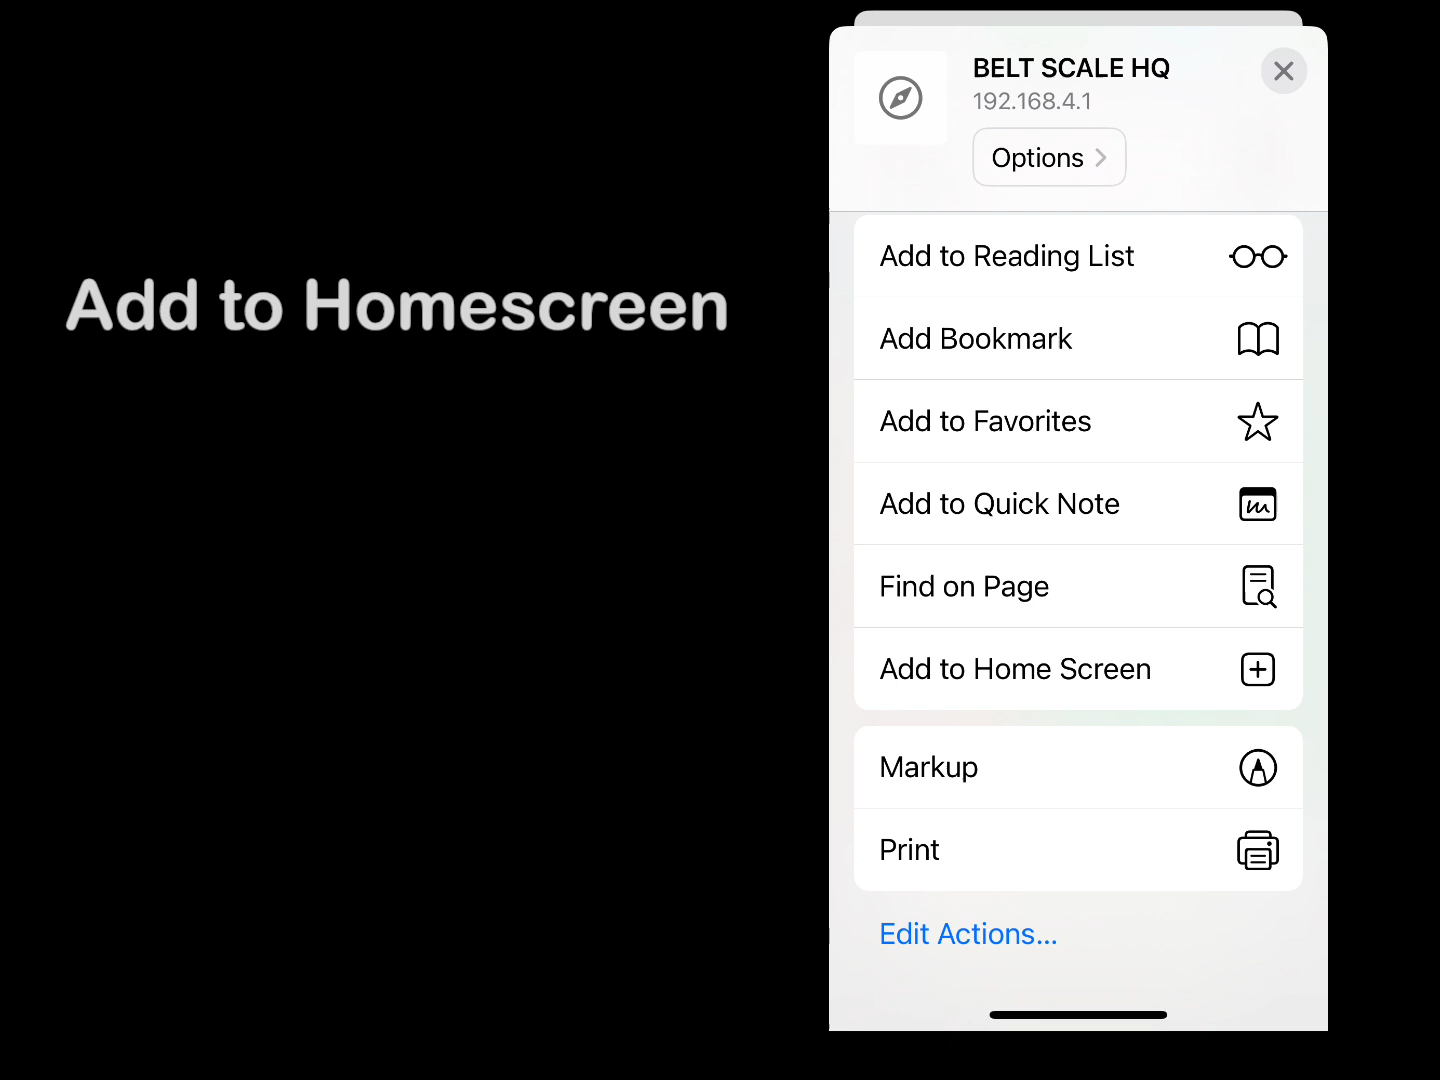 Add to Homescreen
BELT SCALE HQ
192.168.4.1
Options
Add to Reading List
Add Bookmark
Add to Favorites
Add to Quick Note
Find on Page
Add to Home Screen
Markup
Print
Edit Actions...